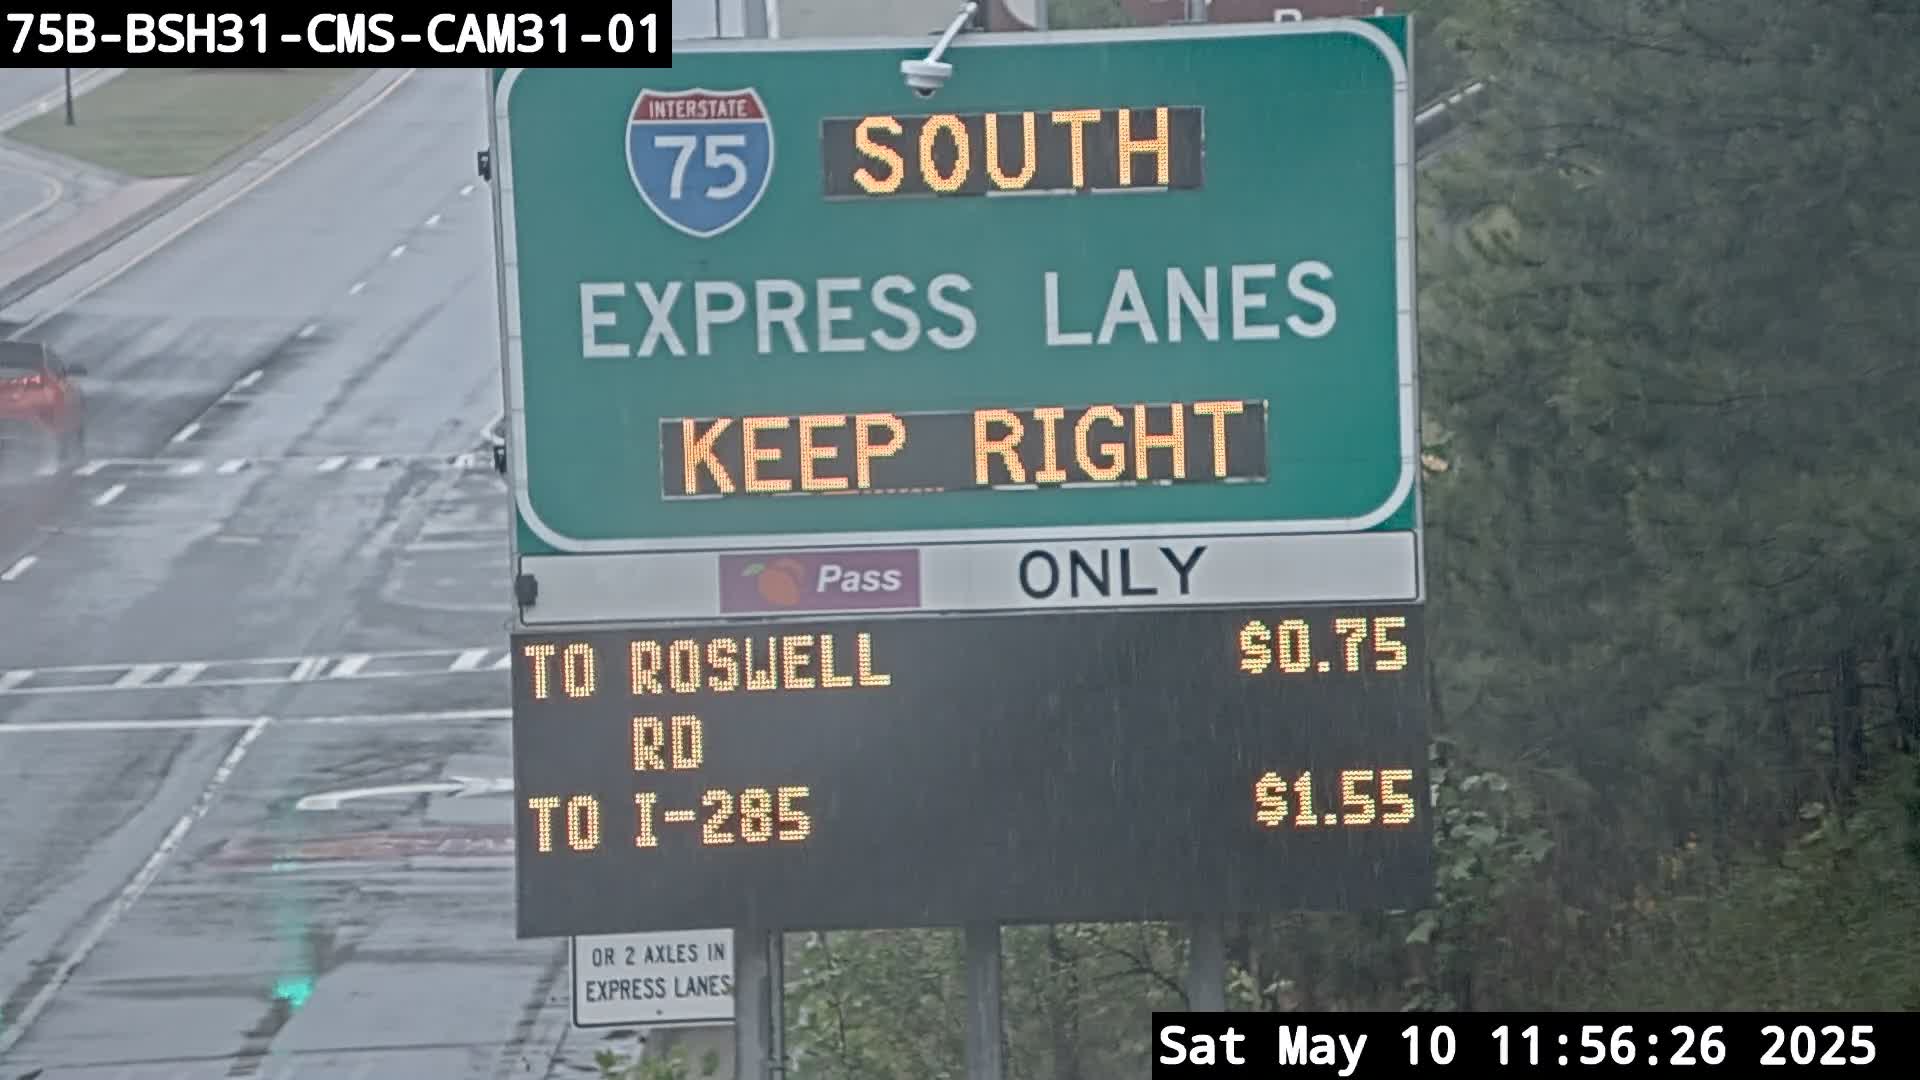 75B-BSH31-CMS-CAM31-01
INTERSTATE
75
SOUTH
EXPRESS LANES
KEEP RIGHT
Pass ONLY
TO ROSWELL $0.75
RD
TO I-285 $1.55
OR 2 AXLES IN
EXPRESS LANES
Sat May 10 11:56:26 2025